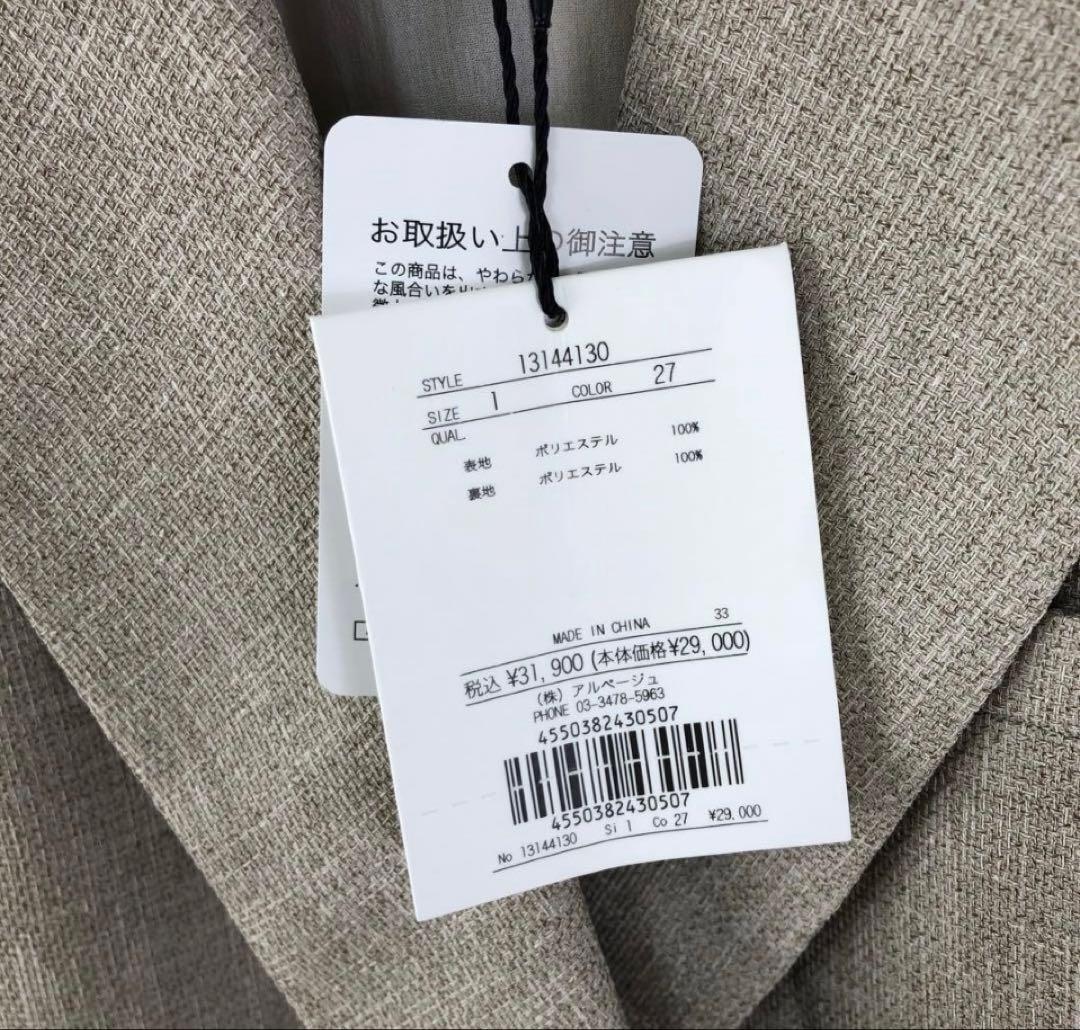 お取扱い上の御注意
この商品は、やわらか
な風合いを
STYLE 13144130
SIZE 1 COLOR 27
QUAL.
表地 ポリエステル 100%
裏地 ポリエステル 100%
MADE IN CHINA 33
税込 ¥31,900 (本体価格¥29,000)
(株) アルページュ
PHONE 03-3478-5963
4550382430507
4550382430507
No 13144130 Si 1 Co 27 ¥29,000